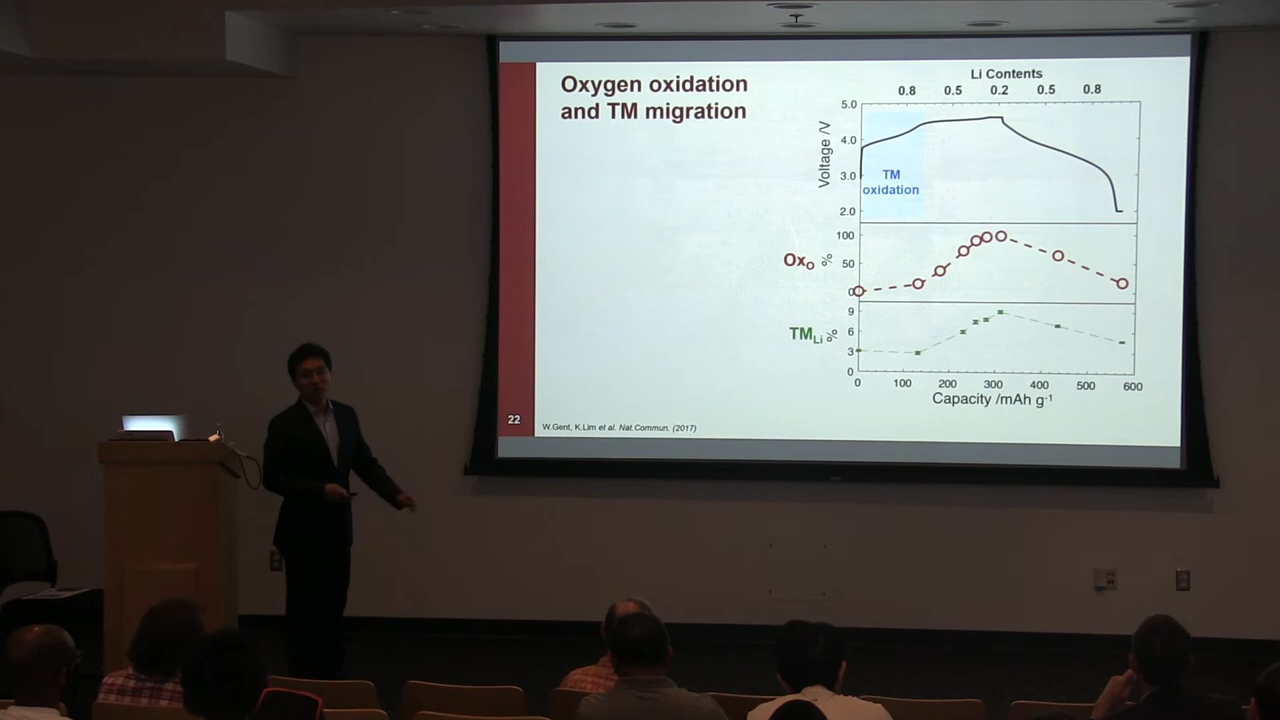 Oxygen oxidation
and TM migration
Li Contents
0.8 0.5 0.2 0.5 0.8
5.0
4.0
3.0
2.0
Voltage /V
TM
oxidation
100
50
0
OxO %
9
6
3
0
TMLi %
0 100 200 300 400 500 600
Capacity /mAh g-1
22
W.Gent, K.Lim et al. Nat.Commun. (2017)